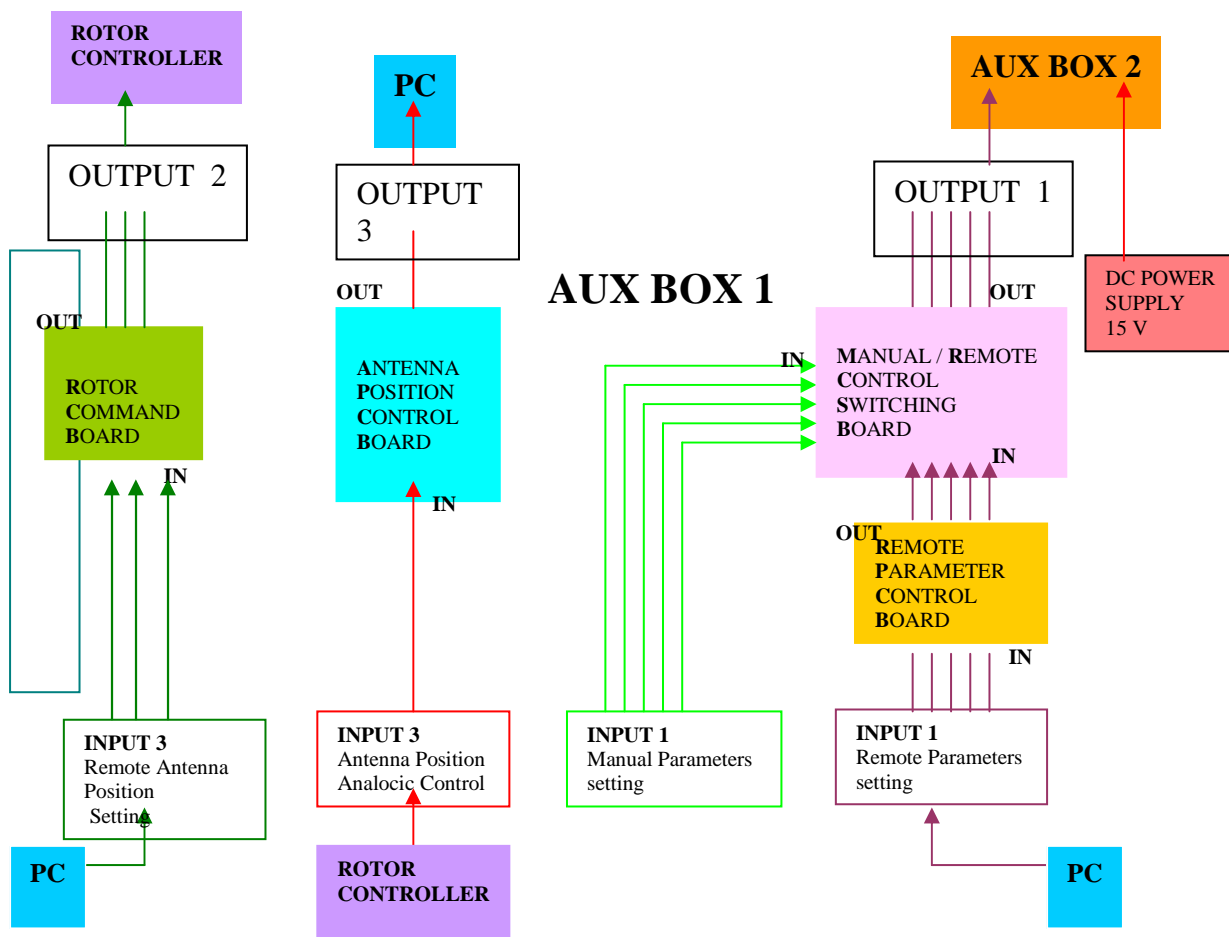 ROTOR
CONTROLLER
PC
AUX BOX 2
OUTPUT 2
OUTPUT
3
OUTPUT 1
DC POWER
SUPPLY
15 V
AUX BOX 1
OUT
ROTOR
COMMAND
BOARD
IN
OUT
ANTENNA
POSITION
CONTROL
BOARD
IN
OUT
IN
MANUAL / REMOTE
CONTROL
SWITCHING
BOARD
IN
OUT
REMOTE
PARAMETER
CONTROL
BOARD
IN
INPUT 3
Remote Antenna
Position
Setting
INPUT 3
Antenna Position
Analocic Control
INPUT 1
Manual Parameters
setting
INPUT 1
Remote Parameters
setting
PC
ROTOR
CONTROLLER
PC